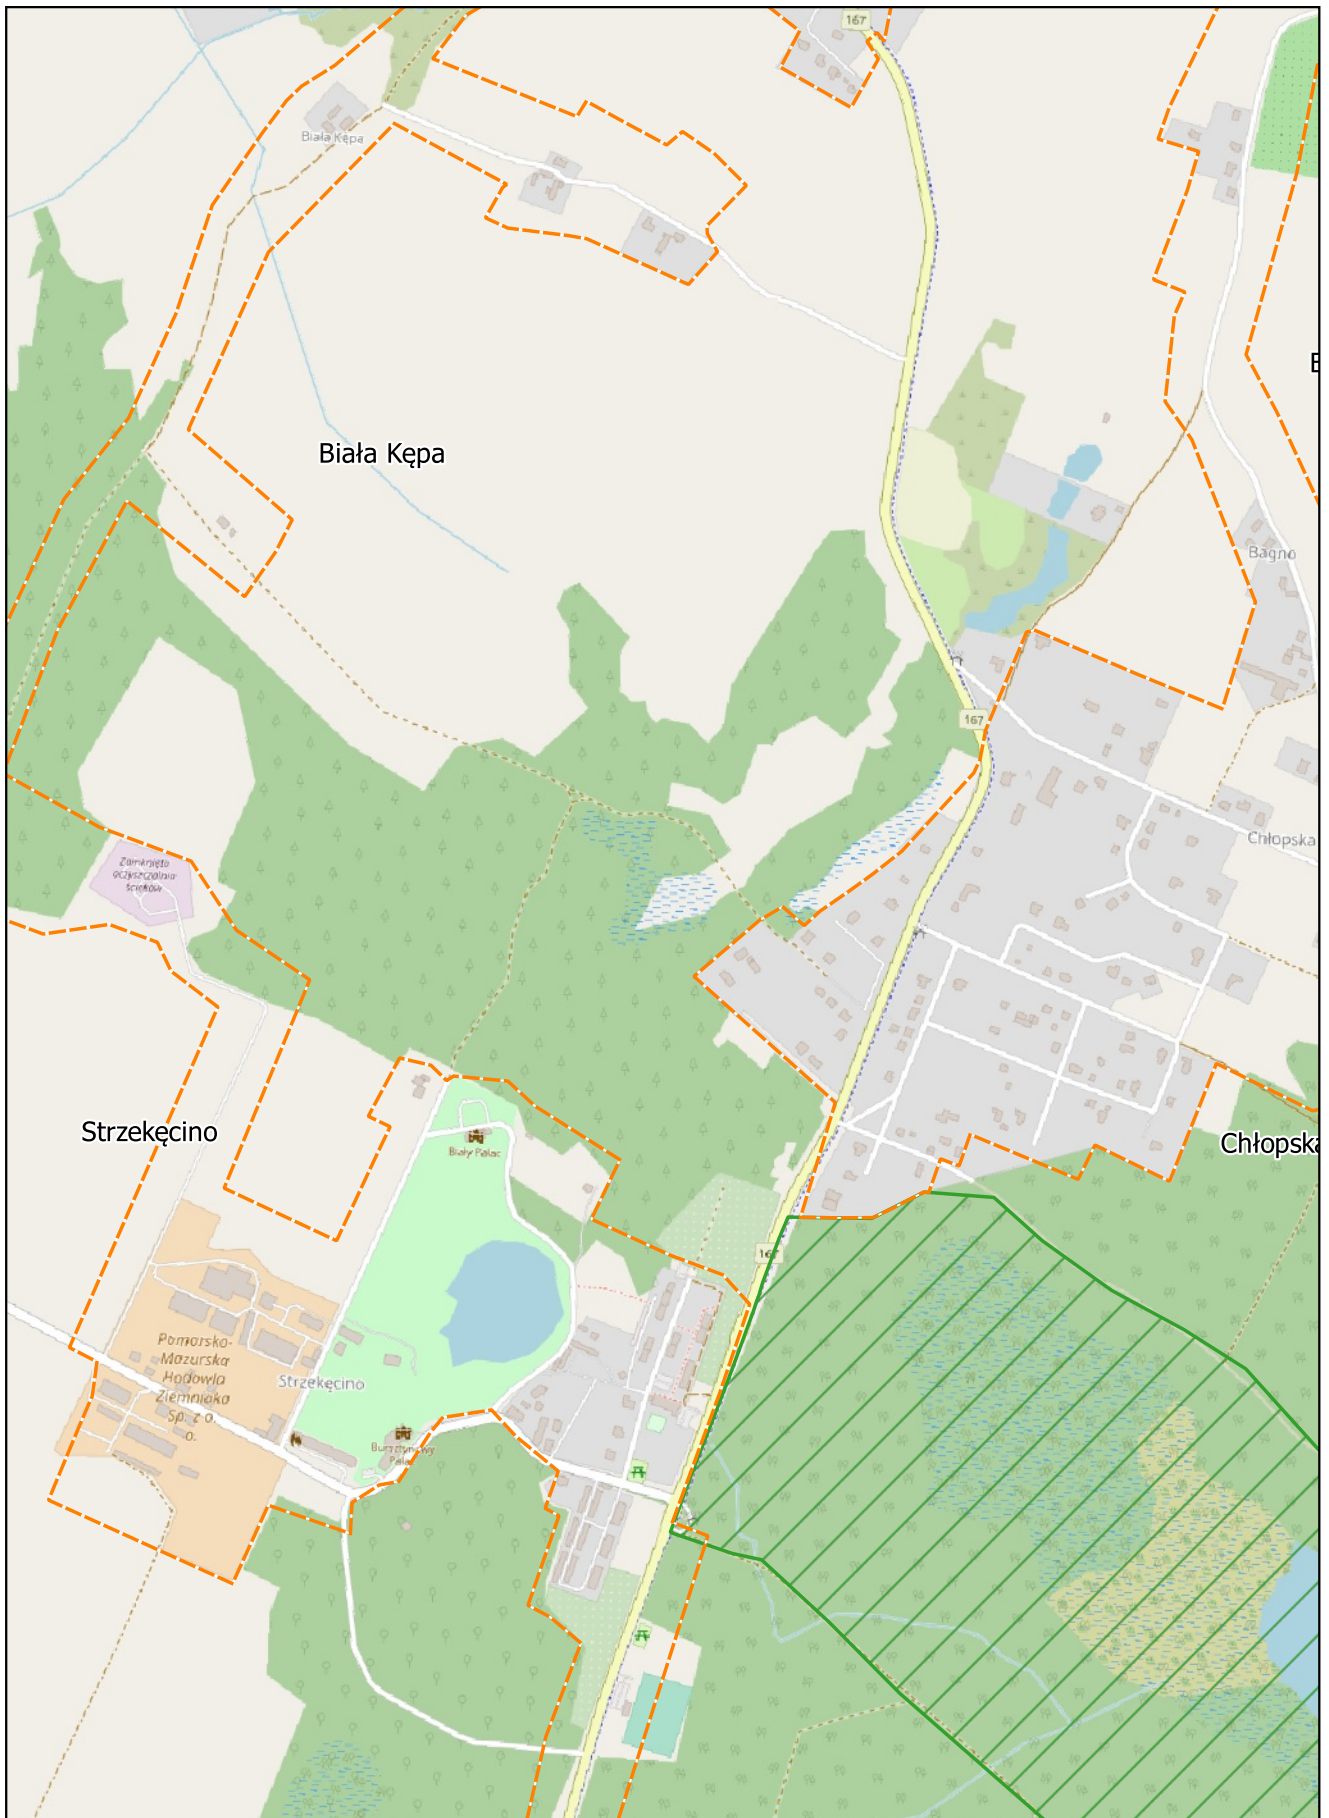 167
Biała Kępa
E
Biała Kępa
Bagno
167
Chłopska
Zamknięta
oczyszczalnia
ścieków
Strzekęcino
Chłopska
Biały Pałac
167
Pomorsko-
Mazurska
Hodowla
Ziemniaka
Sp. z o.
o.
Strzekęcino
Bursztynowy
Pałac